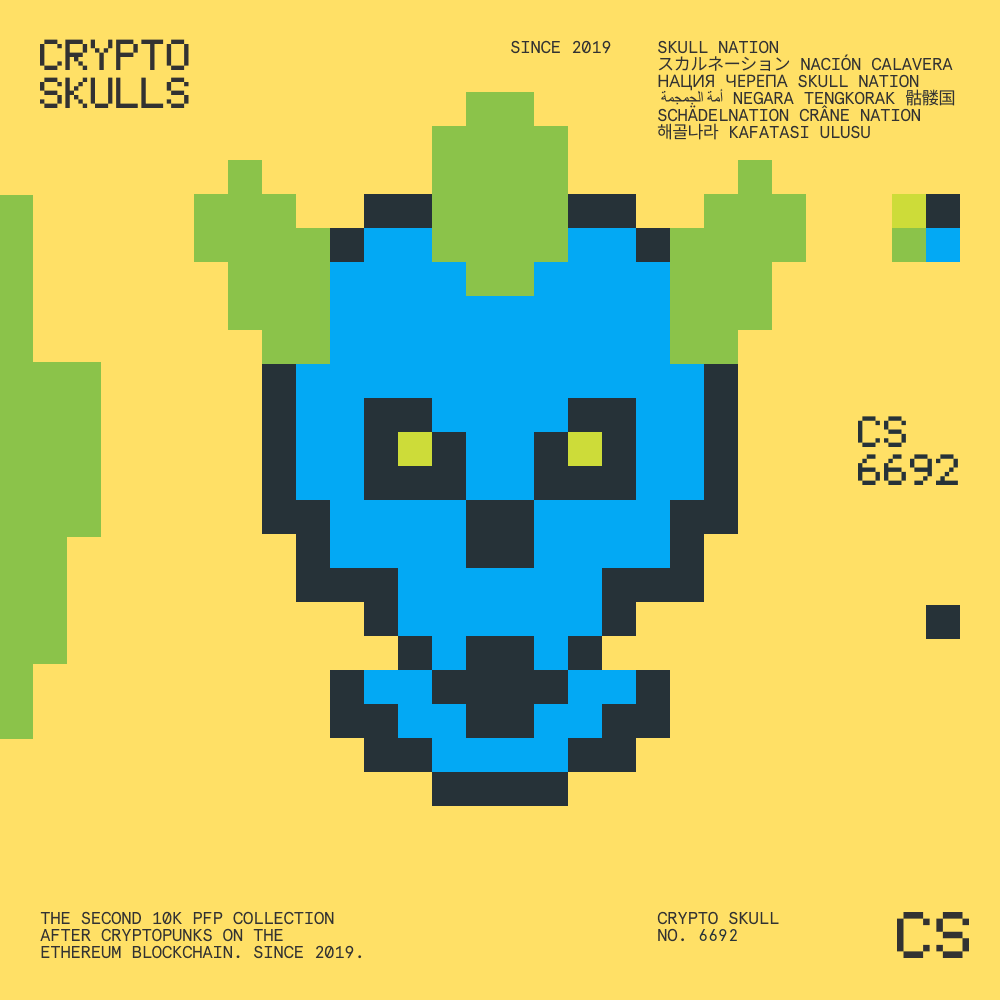 CRYPTO
SKULLS
SINCE 2019
SKULL NATION
スカルネーション NACIÓN CALAVERA
НАЦИЯ ЧЕРЕПА SKULL NATION
أمة الجمجمة NEGARA TENGKORAK 骷髅国
SCHÄDELNATION CRÂNE NATION
해골나라 KAFATASI ULUSU
CS
6692
THE SECOND 10K PFP COLLECTION
AFTER CRYPTOPUNKS ON THE
ETHEREUM BLOCKCHAIN. SINCE 2019.
CRYPTO SKULL
NO. 6692
CS